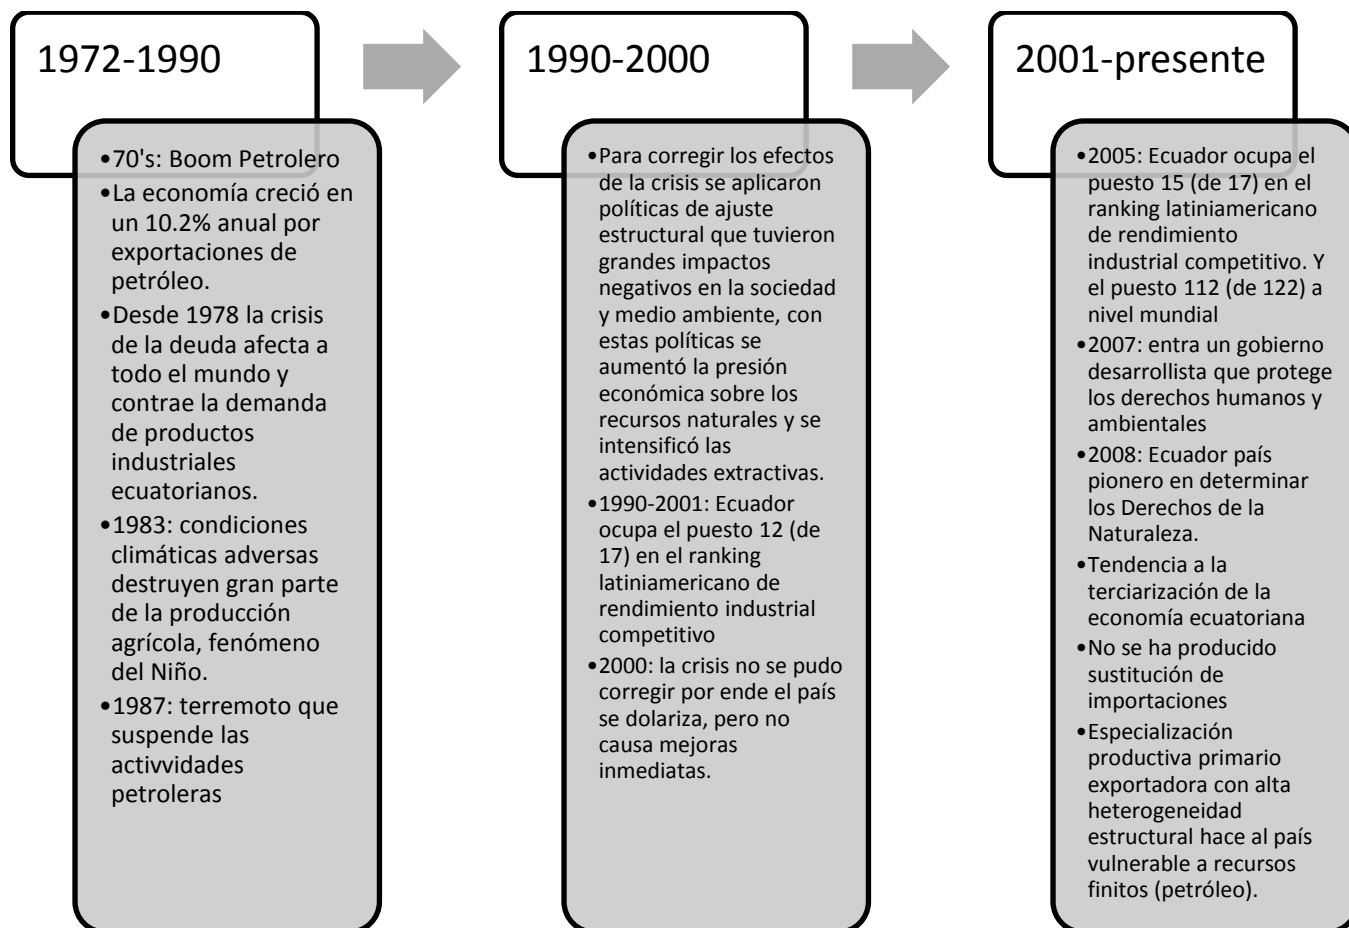 1972-1990
•70's: Boom Petrolero
•La economía creció en
un 10.2% anual por
exportaciones de
petróleo.
•Desde 1978 la crisis
de la deuda afecta a
todo el mundo y
contrae la demanda
de productos
industriales
ecuatorianos.
•1983: condiciones
climáticas adversas
destruyen gran parte
de la producción
agrícola, fenómeno
del Niño.
•1987: terremoto que
suspende las
activvidades
petroleras
1990-2000
•Para corregir los efectos
de la crisis se aplicaron
políticas de ajuste
estructural que tuvieron
grandes impactos
negativos en la sociedad
y medio ambiente, con
estas políticas se
aumentó la presión
económica sobre los
recursos naturales y se
intensificó las
actividades extractivas.
•1990-2001: Ecuador
ocupa el puesto 12 (de
17) en el ranking
latiniamericano de
rendimiento industrial
competitivo
•2000: la crisis no se pudo
corregir por ende el país
se dolariza, pero no
causa mejoras
inmediatas.
2001-presente
•2005: Ecuador ocupa el
puesto 15 (de 17) en el
ranking latiniamericano
de rendimiento
industrial competitivo. Y
el puesto 112 (de 122) a
nivel mundial
•2007: entra un gobierno
desarrollista que protege
los derechos humanos y
ambientales
•2008: Ecuador país
pionero en determinar
los Derechos de la
Naturaleza.
•Tendencia a la
terciarización de la
economía ecuatoriana
•No se ha producido
sustitución de
importaciones
•Especialización
productiva primario
exportadora con alta
heterogeneidad
estructural hace al país
vulnerable a recursos
finitos (petróleo).